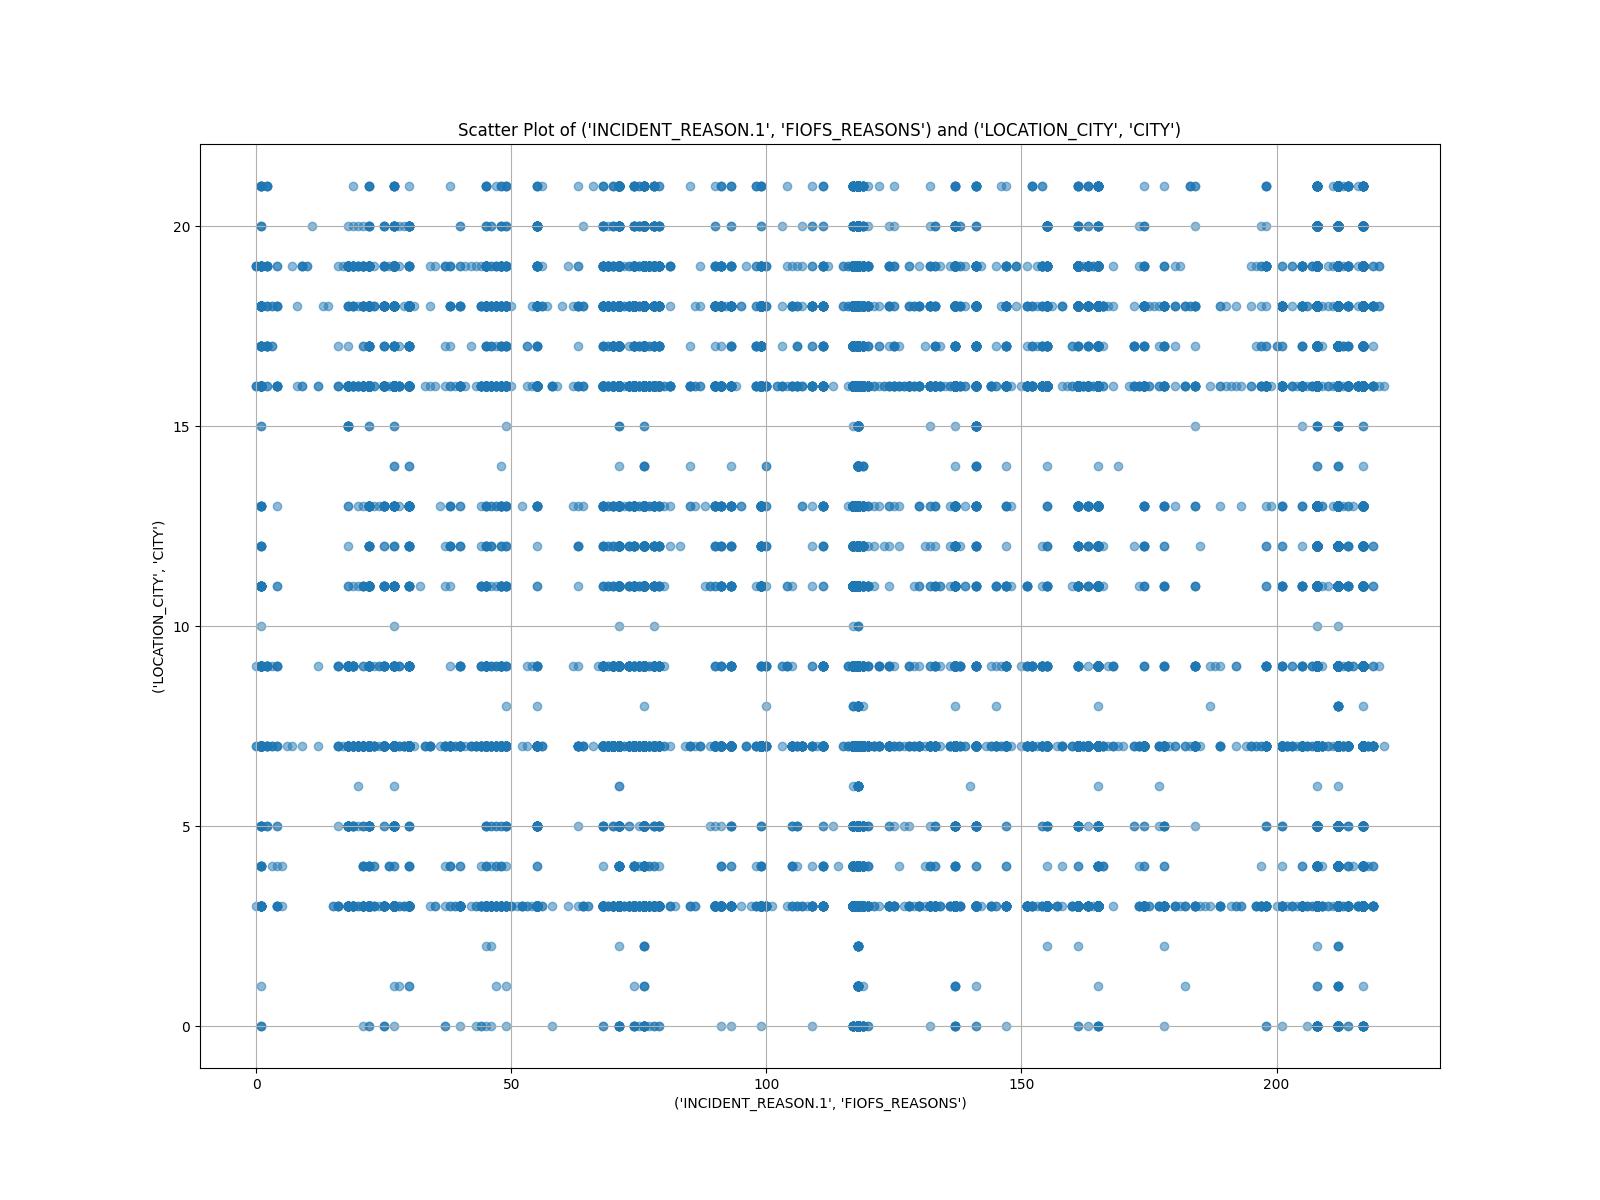 Scatter Plot of ('INCIDENT_REASON.1', 'FIOFS_REASONS') and ('LOCATION_CITY', 'CITY')
20
15
10
5
0
('LOCATION_CITY', 'CITY')
0 50 100 150 200
('INCIDENT_REASON.1', 'FIOFS_REASONS')